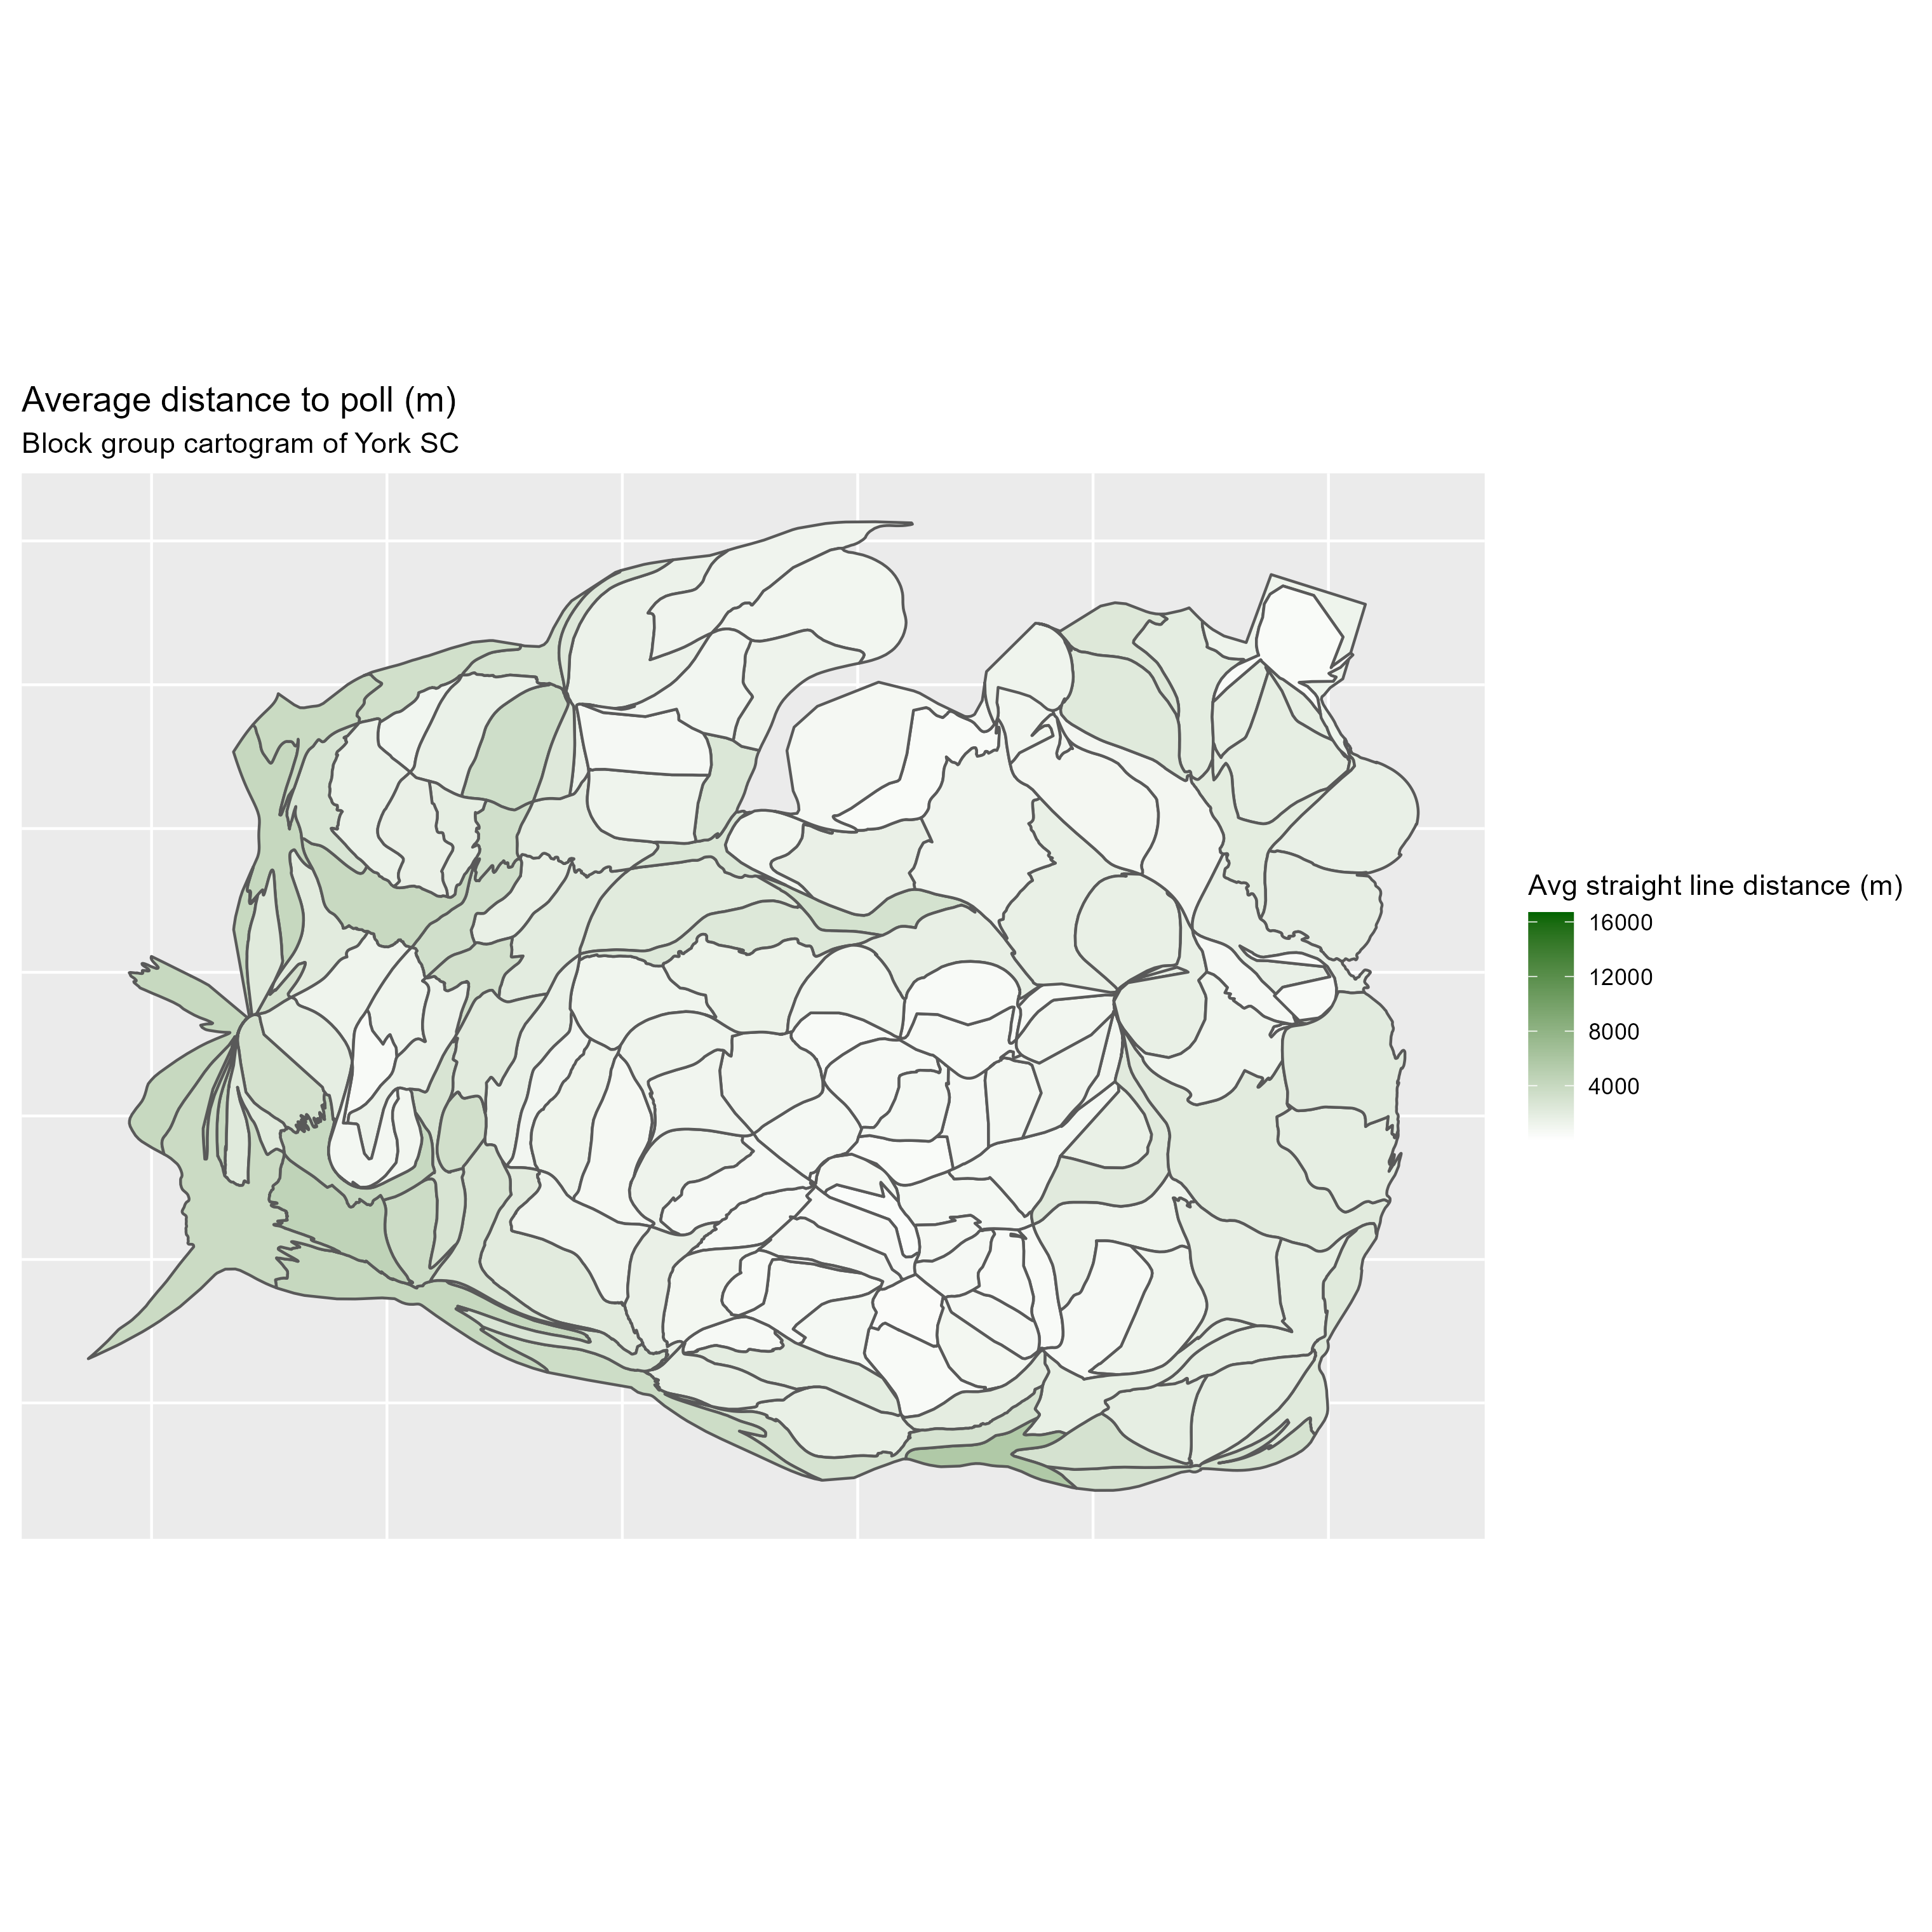 Average distance to poll (m)
Block group cartogram of York SC
Avg straight line distance (m)
16000
12000
8000
4000